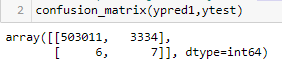 2 confusion_matrix(ypred1,ytest)
array([[503011, 3334],
[ 6, 7]], dtype=int64)